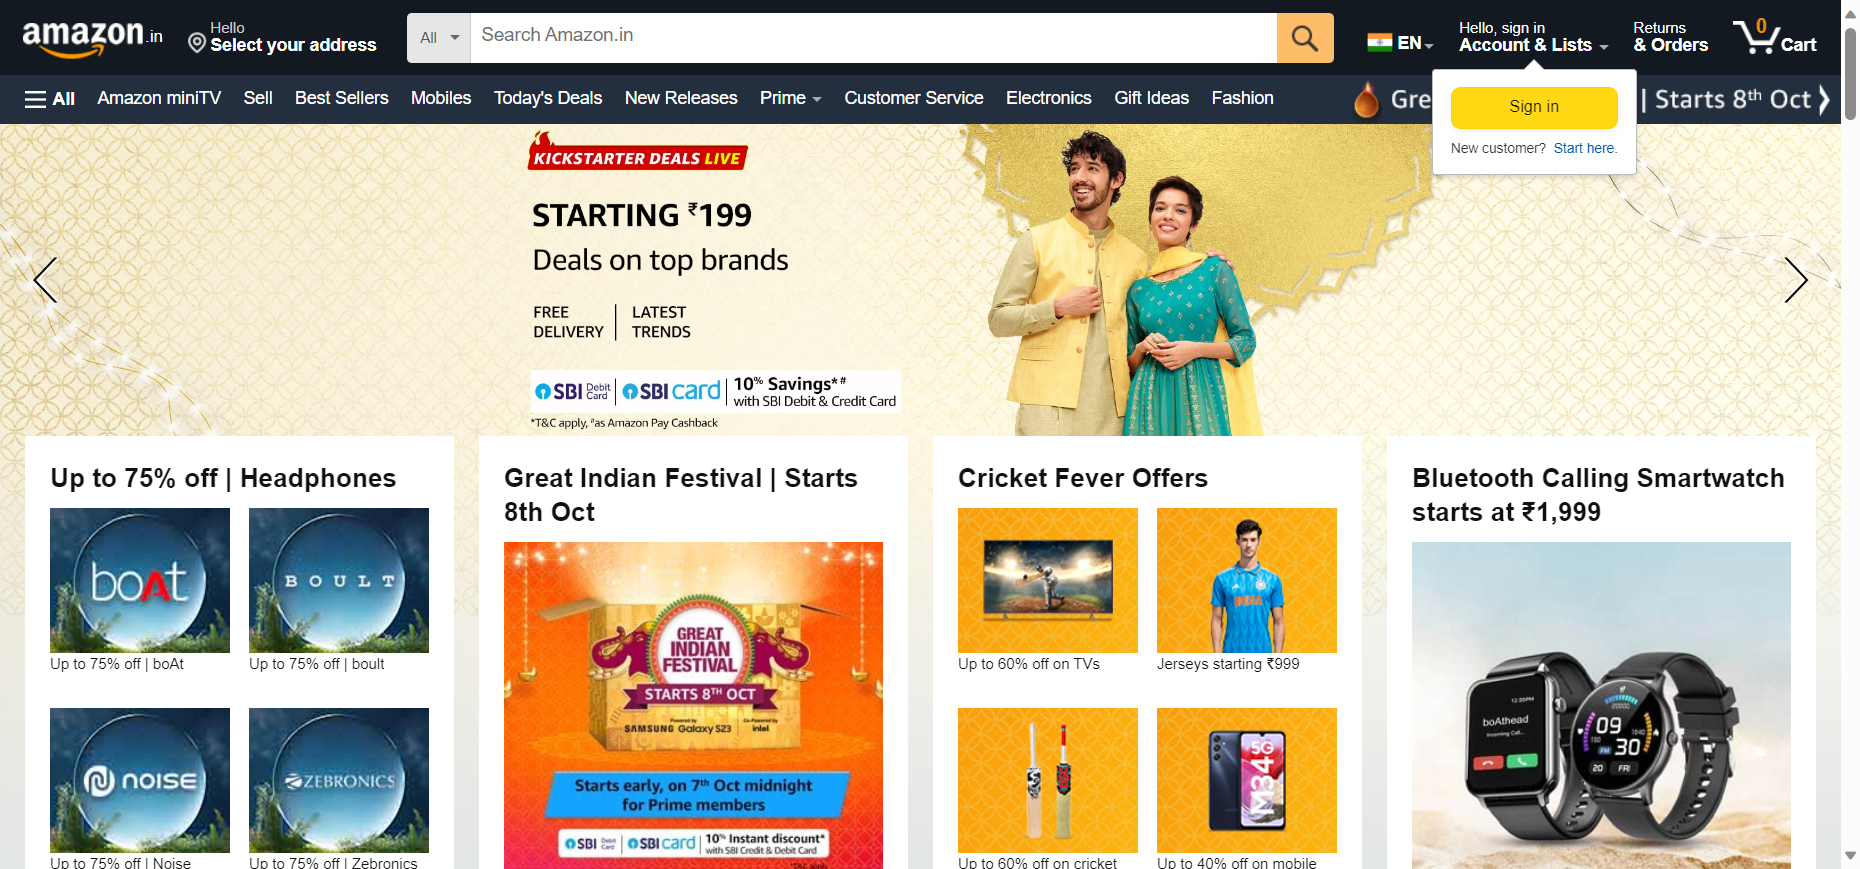 amazon.in
Hello
Select your address
All
Search Amazon.in
EN
Hello, sign in
Account & Lists
Returns
& Orders
0
Cart
All
Amazon miniTV
Sell
Best Sellers
Mobiles
Today's Deals
New Releases
Prime
Customer Service
Electronics
Gift Ideas
Fashion
Gre
| Starts 8th Oct
Sign in
New customer? Start here.
KICKSTARTER DEALS LIVE
STARTING ₹199
Deals on top brands
FREE
DELIVERY
LATEST
TRENDS
SBI Debit Card
SBI card
10% Savings*#
with SBI Debit & Credit Card
*T&C apply, #as Amazon Pay Cashback
Up to 75% off | Headphones
boAt
BOULT
Up to 75% off | boAt
Up to 75% off | boult
NOISE
ZEBRONICS
Up to 75% off | Noise
Up to 75% off | Zebronics
Great Indian Festival | Starts
8th Oct
GREAT
INDIAN
FESTIVAL
STARTS 8TH OCT
Powered by
SAMSUNG Galaxy S23
Co-Powered by
intel
Starts early, on 7th Oct midnight
for Prime members
SBI Debit Card
SBI card
10% Instant discount*
with SBI Credit & Debit Card
*T&C apply
Cricket Fever Offers
INDIA
Up to 60% off on TVs
Jerseys starting ₹999
5G
M34
Up to 60% off on cricket
Up to 40% off on mobile
Bluetooth Calling Smartwatch
starts at ₹1,999
12:39PM
boAthead
Incoming Call...
20000
09
150
1640
PM
30
20
FRI